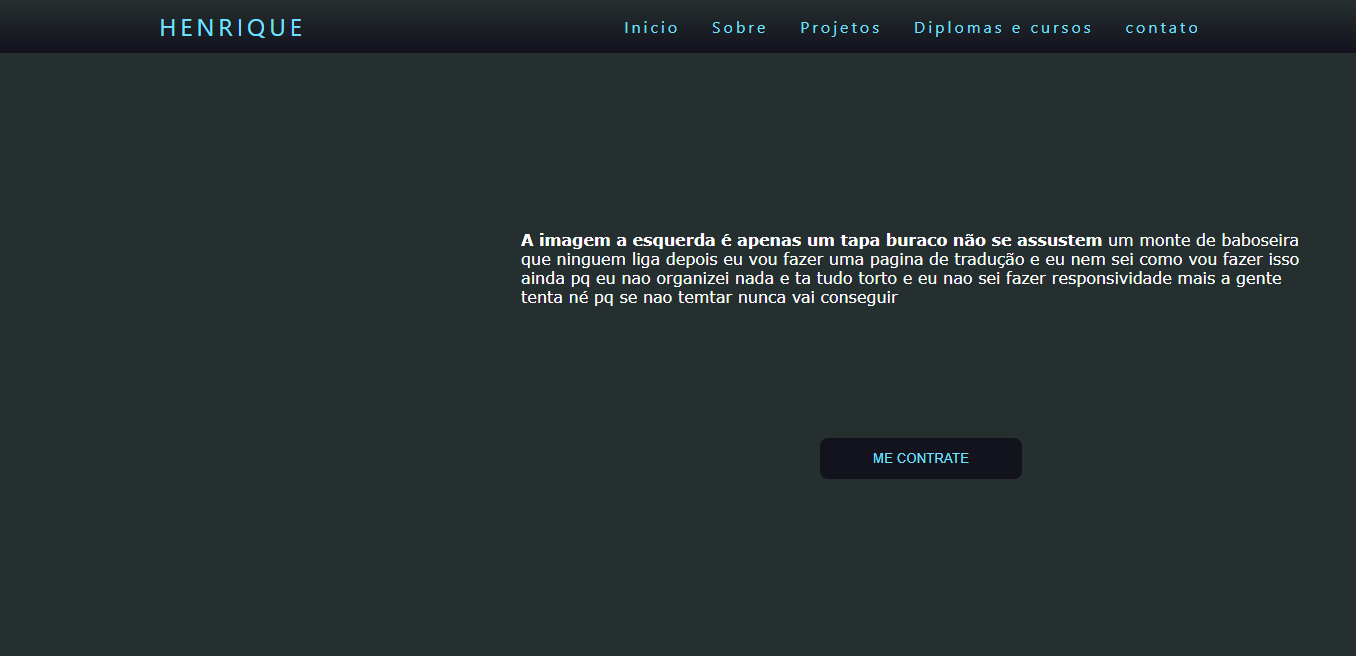 HENRIQUE
Inicio Sobre Projetos Diplomas e cursos contato
A imagem a esquerda é apenas um tapa buraco não se assustem um monte de baboseira
que ninguem liga depois eu vou fazer uma pagina de tradução e eu nem sei como vou fazer isso
ainda pq eu nao organizei nada e ta tudo torto e eu nao sei fazer responsividade mais a gente
tenta né pq se nao temtar nunca vai conseguir
ME CONTRATE